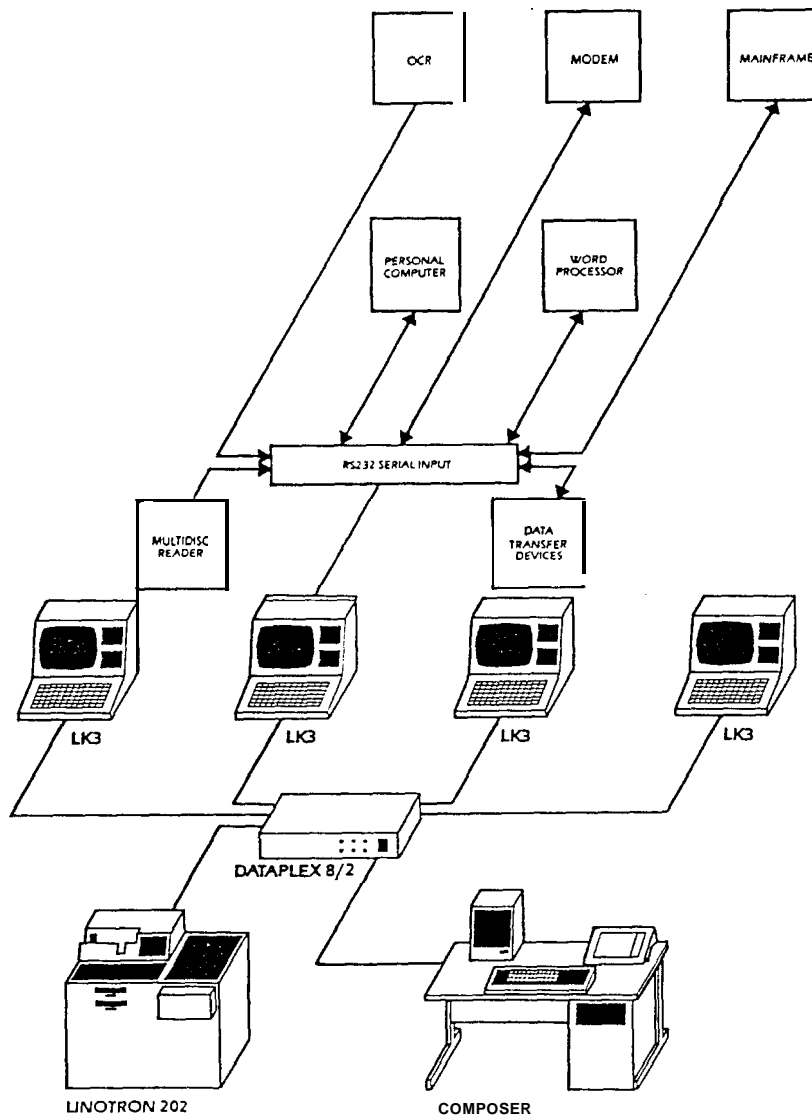 OCR
MODEM
MAINFRAME
PERSONAL
COMPUTER
WORD
PROCESSOR
RS232 SERIAL INPUT
MULTIDISC
READER
DATA
TRANSFER
DEVICES
LK3
LK3
LK3
LK3
DATAPLEX 8/2
LINOTRON 202
COMPOSER